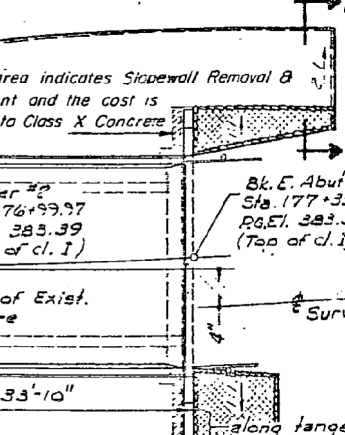 area indicates Slopewall Removal &
nt and the cost is
to Class X Concrete
er #2
76+99.97
383.39
of cl. I)
Bk. E. Abut
Sta. 177+3
P.G.El. 383.
(Top of cl. I
of Exist.
e
4"
Surv
33'-10"
along tange